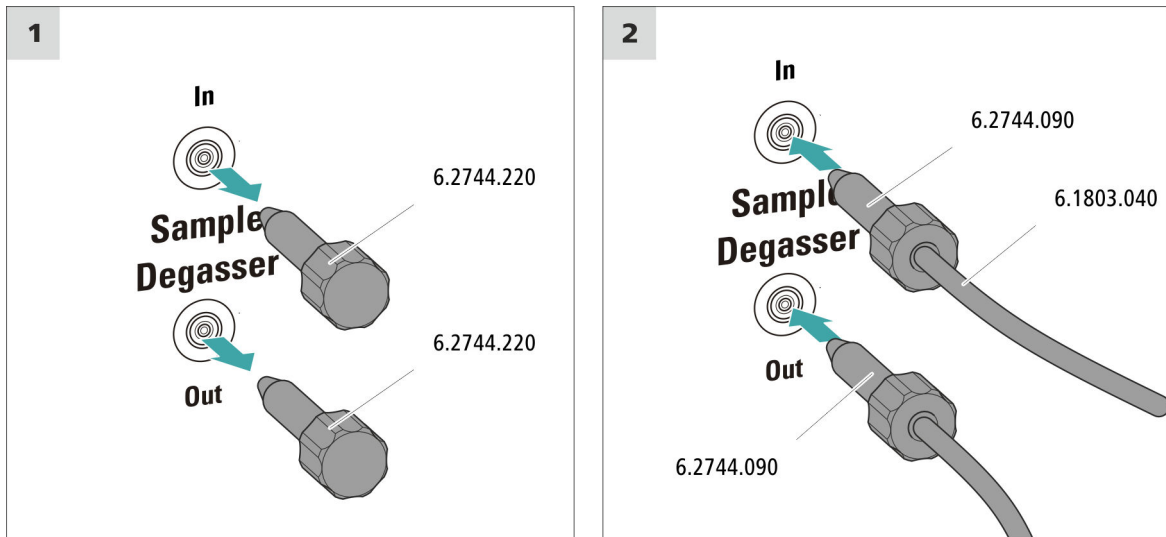 1
In
6.2744.220
Sample
Degasser
6.2744.220
Out
2
In
6.2744.090
6.1803.040
Sample
Degasser
Out
6.2744.090